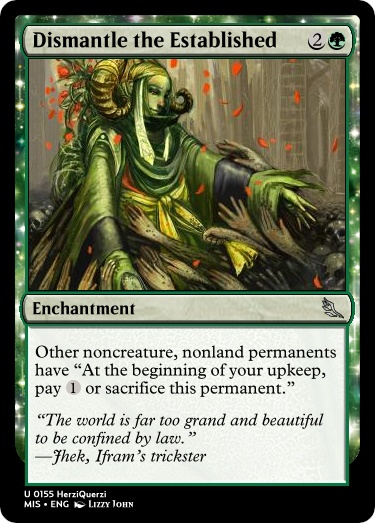 Dismantle the Established 2
Enchantment
Other noncreature, nonland permanents
have “At the beginning of your upkeep,
pay 1 or sacrifice this permanent.”
“The world is far too grand and beautiful
to be confined by law.”
—Jhek, Ifram’s trickster
U 0155 HerziQuerzi
MIS • ENG Lizzy John